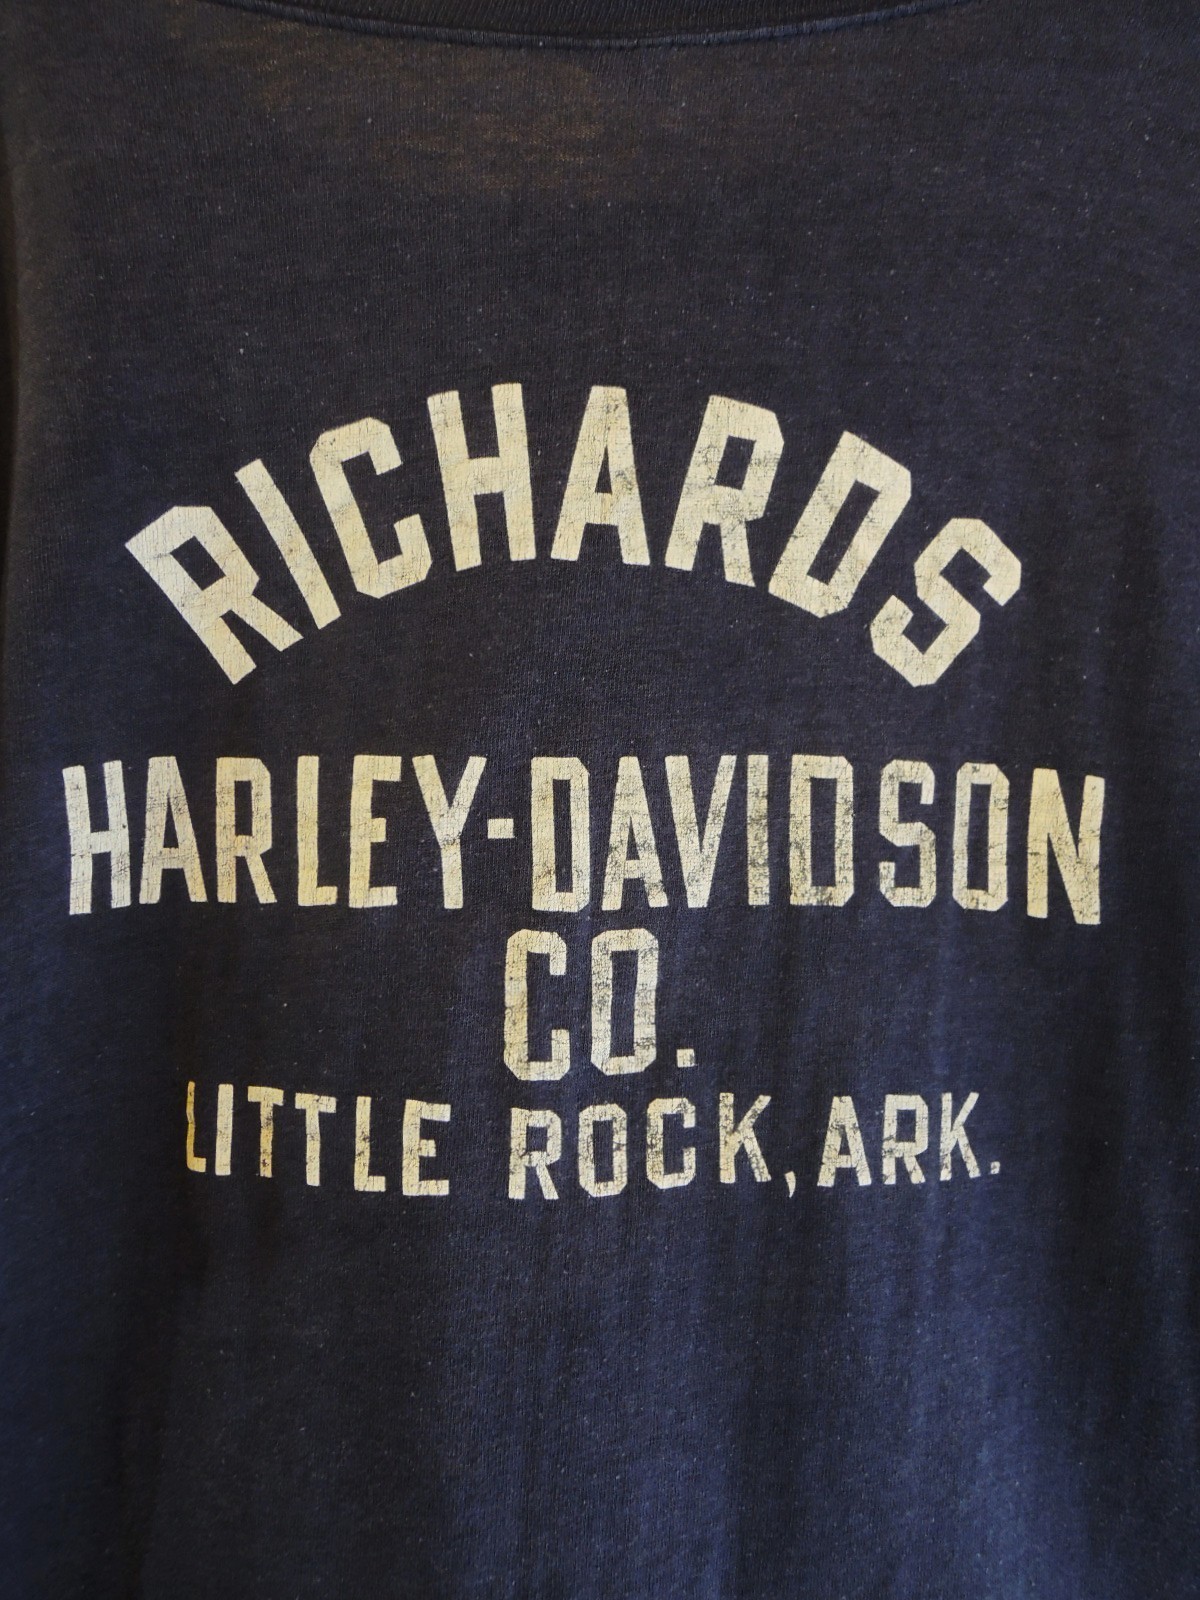 RICHARDS
HARLEY-DAVIDSON
CO.
LITTLE ROCK, ARK.